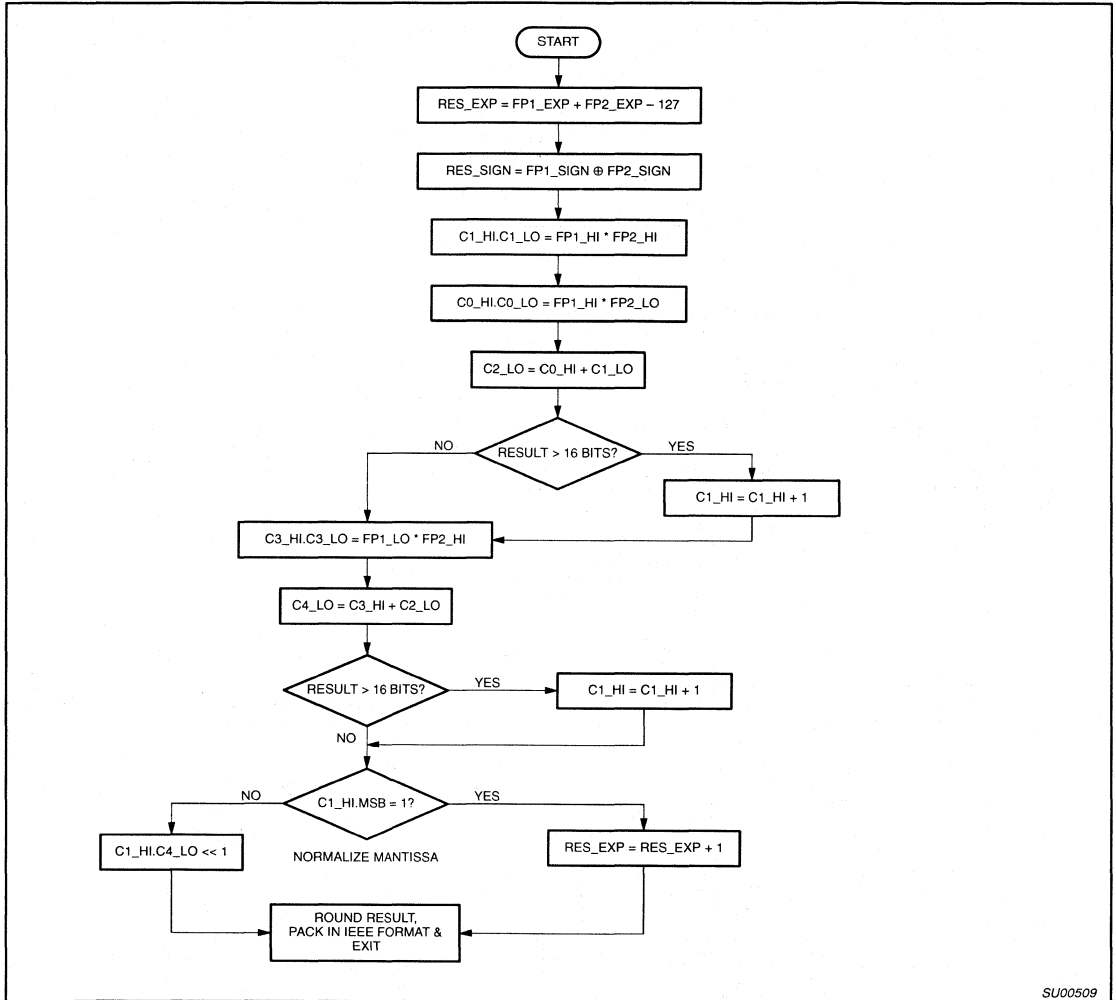 START
RES_EXP = FP1_EXP + FP2_EXP – 127
RES_SIGN = FP1_SIGN ⊕ FP2_SIGN
C1_HI.C1_LO = FP1_HI * FP2_HI
C0_HI.C0_LO = FP1_HI * FP2_LO
C2_LO = C0_HI + C1_LO
NO
RESULT > 16 BITS?
YES
C1_HI = C1_HI + 1
C3_HI.C3_LO = FP1_LO * FP2_HI
C4_LO = C3_HI + C2_LO
RESULT > 16 BITS?
YES
C1_HI = C1_HI + 1
NO
NO
C1_HI.MSB = 1?
YES
C1_HI.C4_LO << 1
NORMALIZE MANTISSA
RES_EXP = RES_EXP + 1
ROUND RESULT,
PACK IN IEEE FORMAT &
EXIT
SU00509